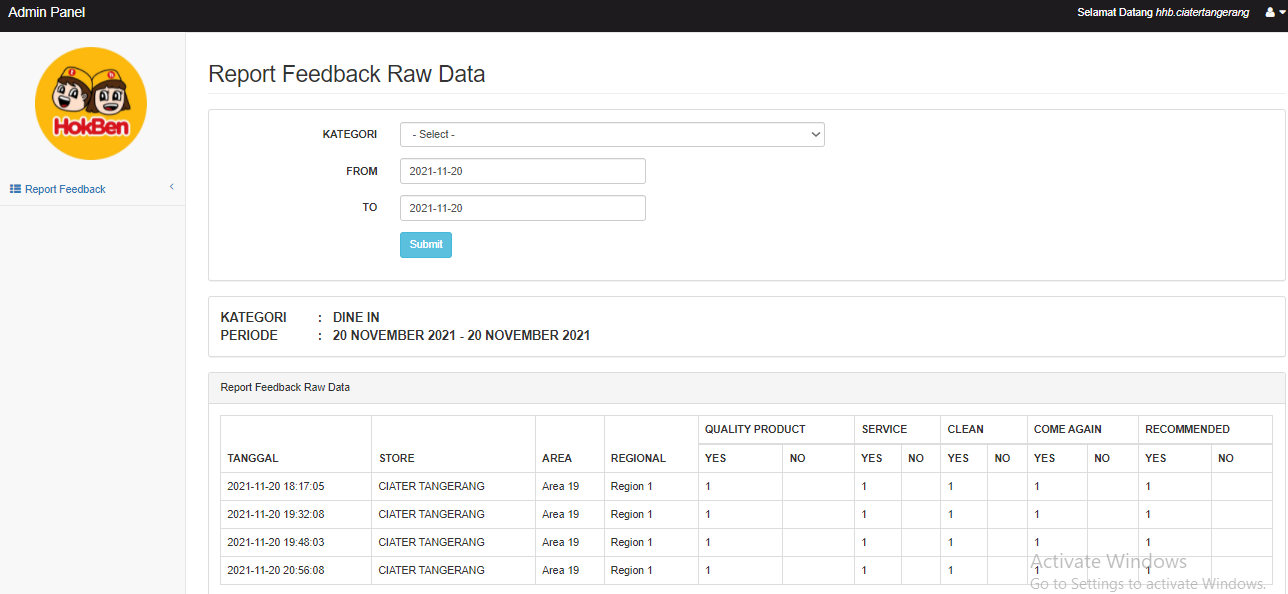 Admin Panel
Selamat Datang hhb.ciatertangerang
HokBen
Report Feedback
Report Feedback Raw Data
KATEGORI - Select -
FROM 2021-11-20
TO 2021-11-20
Submit
KATEGORI : DINE IN
PERIODE : 20 NOVEMBER 2021 - 20 NOVEMBER 2021
Report Feedback Raw Data
QUALITY PRODUCT SERVICE CLEAN COME AGAIN RECOMMENDED
TANGGAL STORE AREA REGIONAL YES NO YES NO YES NO YES NO YES NO
2021-11-20 18:17:05 CIATER TANGERANG Area 19 Region 1 1 1 1 1 1
2021-11-20 19:32:08 CIATER TANGERANG Area 19 Region 1 1 1 1 1 1
2021-11-20 19:48:03 CIATER TANGERANG Area 19 Region 1 1 1 1 1 1
2021-11-20 20:56:08 CIATER TANGERANG Area 19 Region 1 1 1 1 1 1
Activate Windows
Go to Settings to activate Windows.